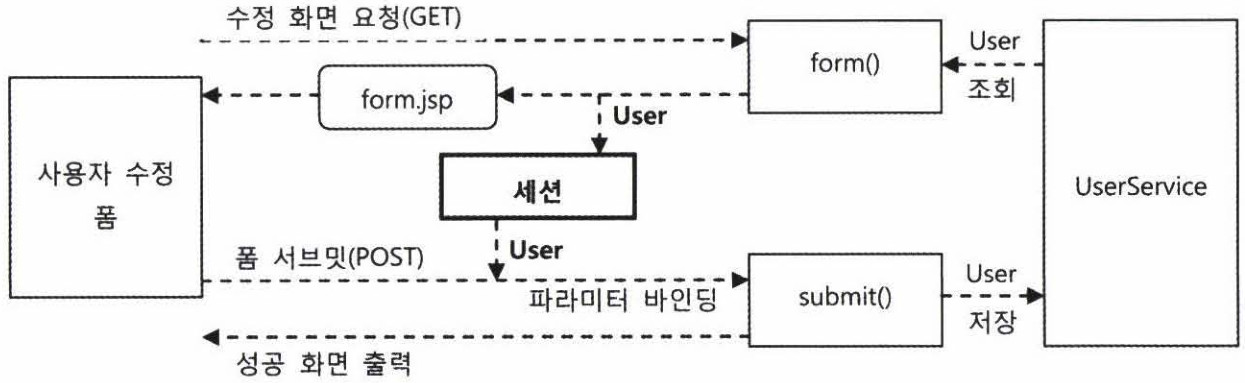 수정 화면 요청(GET)
form()
User
조회
form.jsp
User
사용자 수정
폼
세션
UserService
User
폼 서브밋(POST)
파라미터 바인딩
submit()
User
저장
성공 화면 출력